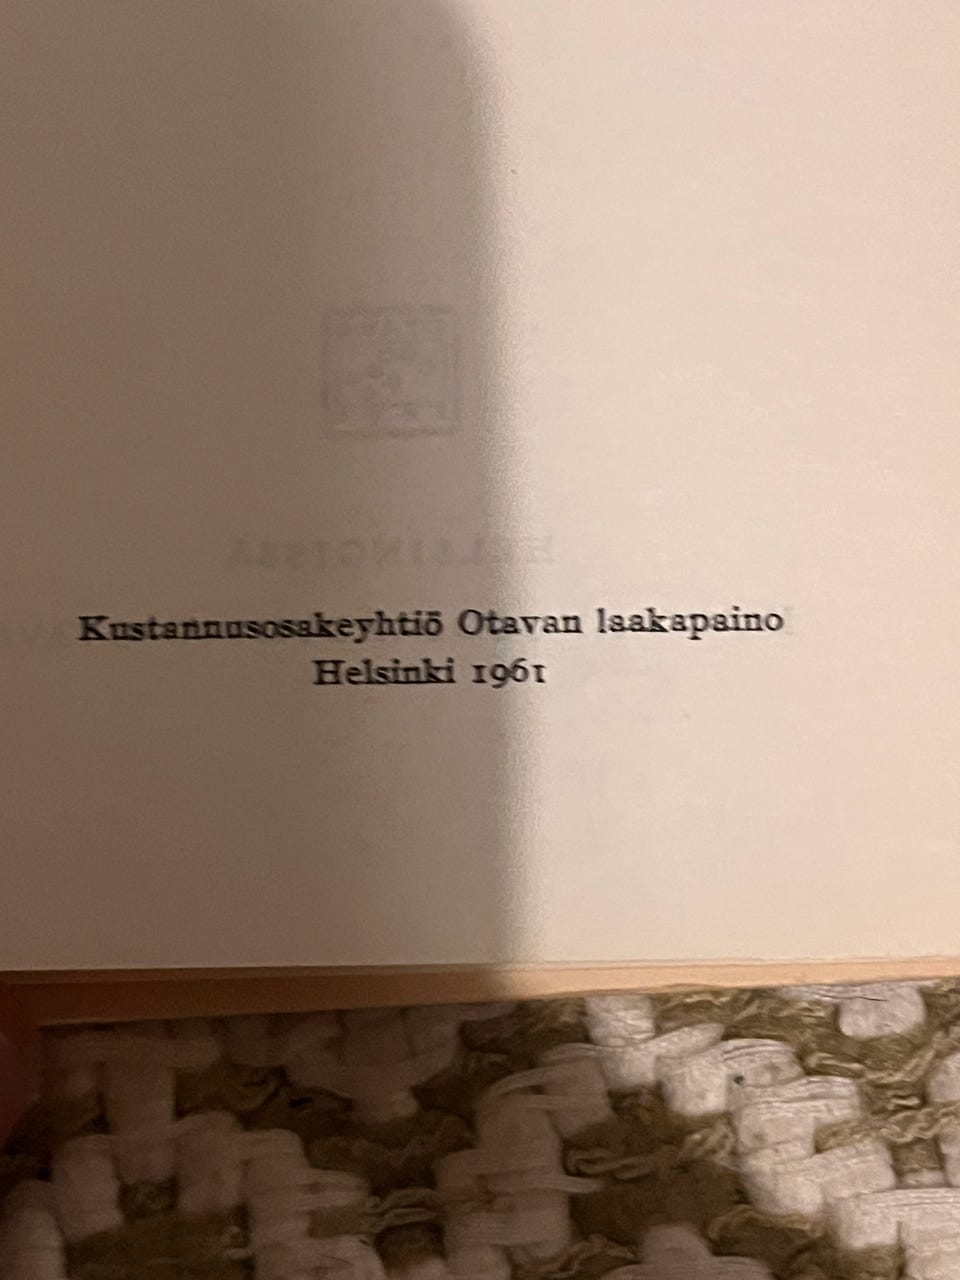 Kustannusosakeyhtiö Otavan laakapaino
Helsinki 1961